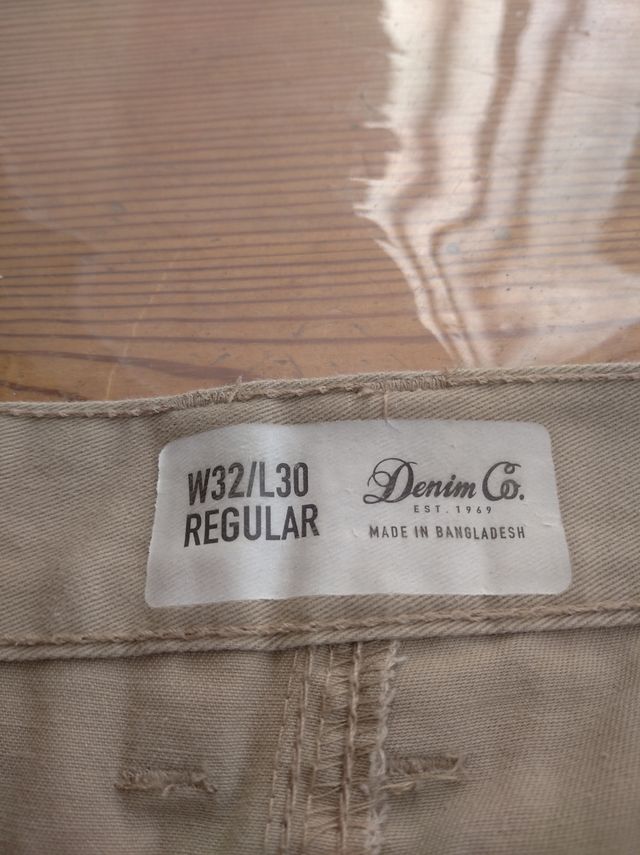 W32/L30
REGULAR
Denim Co.
EST. 1969
MADE IN BANGLADESH